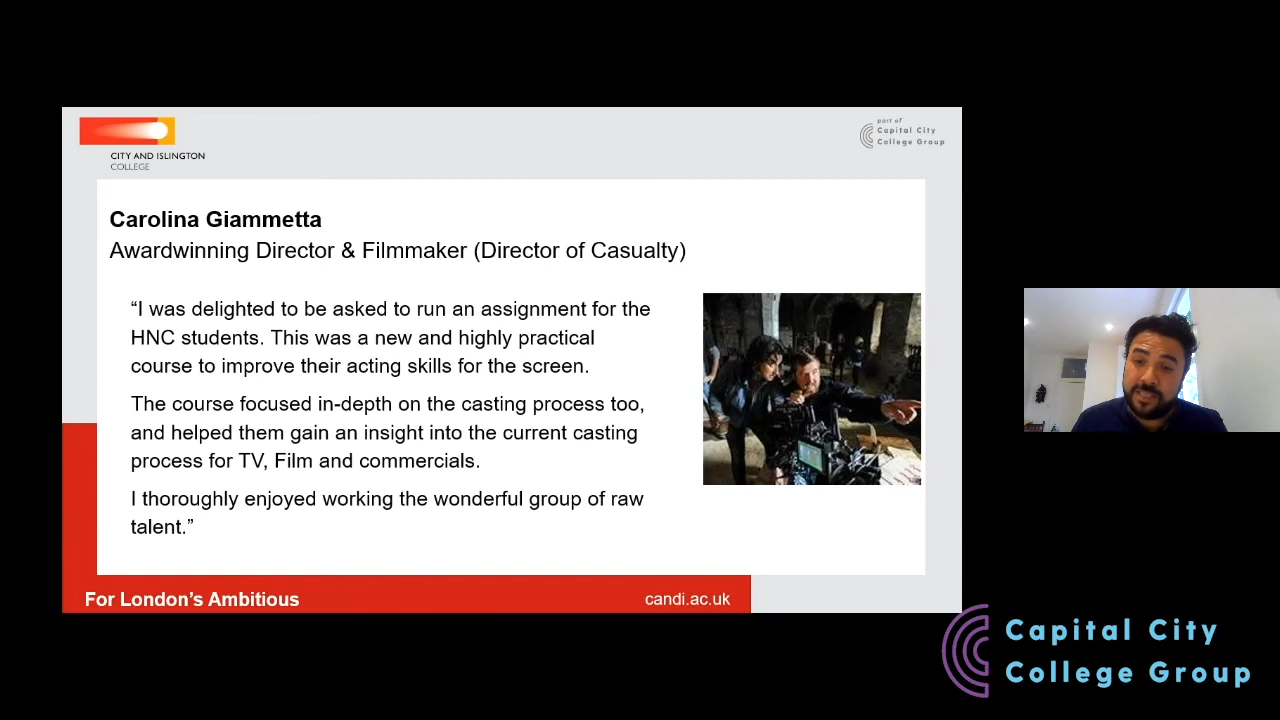 CITY AND ISLINGTON
COLLEGE
part of
Capital City
College Group
Carolina Giammetta
Awardwinning Director & Filmmaker (Director of Casualty)
“I was delighted to be asked to run an assignment for the
HNC students. This was a new and highly practical
course to improve their acting skills for the screen.
The course focused in-depth on the casting process too,
and helped them gain an insight into the current casting
process for TV, Film and commercials.
I thoroughly enjoyed working the wonderful group of raw
talent.”
For London’s Ambitious
candi.ac.uk
Capital City
College Group